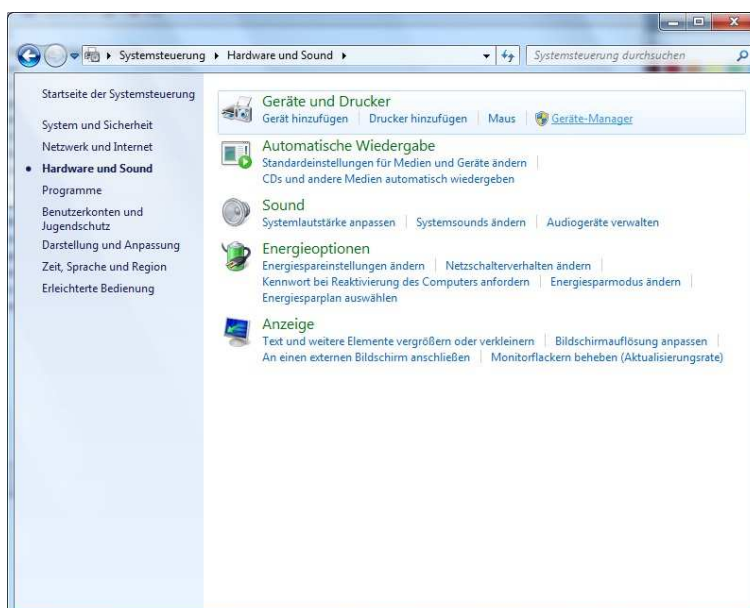 Systemsteuerung Hardware und Sound
Systemsteuerung durchsuchen
Startseite der Systemsteuerung
System und Sicherheit
Netzwerk und Internet
Hardware und Sound
Programme
Benutzerkonten und
Jugendschutz
Darstellung und Anpassung
Zeit, Sprache und Region
Erleichterte Bedienung
Geräte und Drucker
Gerät hinzufügen Drucker hinzufügen Maus Geräte-Manager
Automatische Wiedergabe
Standardeinstellungen für Medien und Geräte ändern
CDs und andere Medien automatisch wiedergeben
Sound
Systemlautstärke anpassen Systemsounds ändern Audiogeräte verwalten
Energieoptionen
Energiespareinstellungen ändern Netzschalterverhalten ändern
Kennwort bei Reaktivierung des Computers anfordern Energiesparmodus ändern
Energiesparplan auswählen
Anzeige
Text und weitere Elemente vergrößern oder verkleinern Bildschirmauflösung anpassen
An einen externen Bildschirm anschließen Monitorflackern beheben (Aktualisierungsrate)